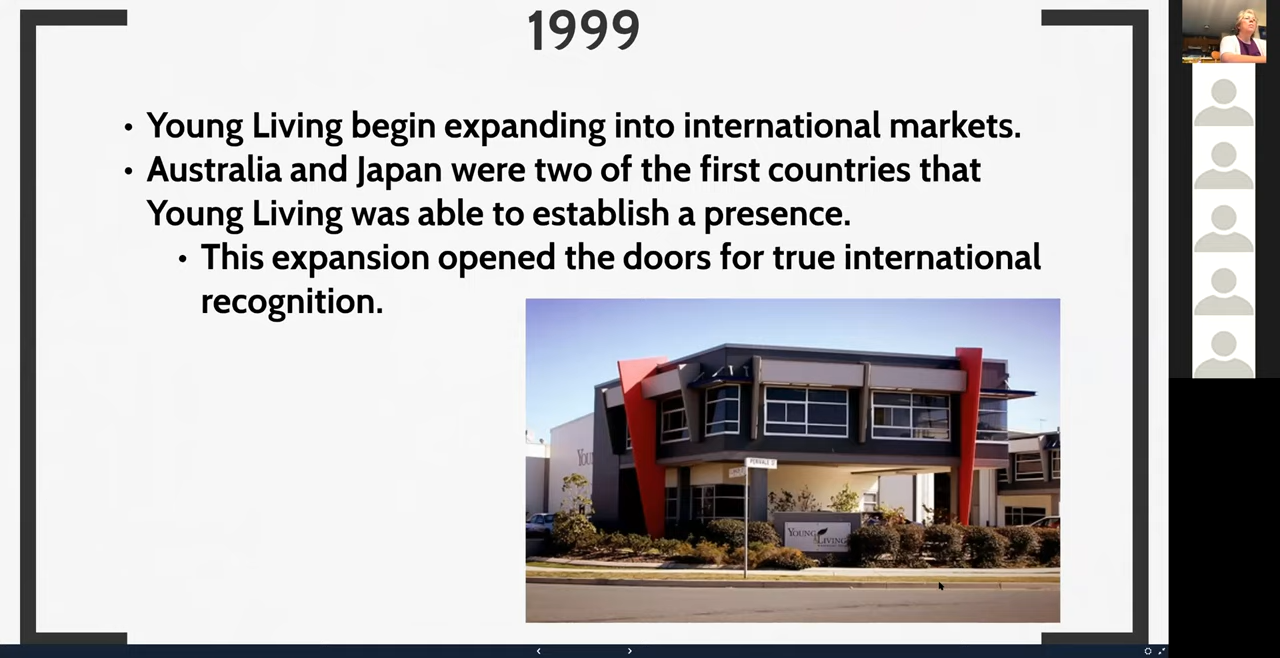 1999
• Young Living begin expanding into international markets.
• Australia and Japan were two of the first countries that
Young Living was able to establish a presence.
• This expansion opened the doors for true international
recognition.
YOUNG LIVING